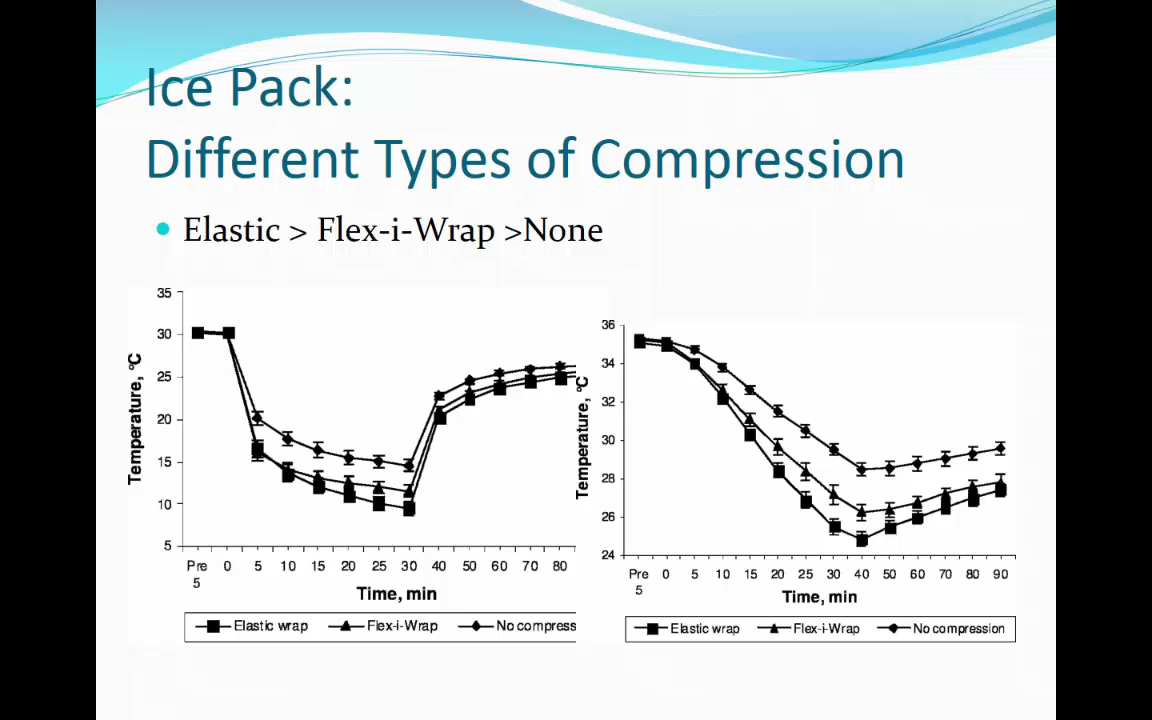 Ice Pack:
Different Types of Compression
Elastic > Flex-i-Wrap >None
35
30
25
20
15
10
5
Temperature, °C
Pre 5 0 5 10 15 20 25 30 40 50 60 70 80
Time, min
Elastic wrap Flex-i-Wrap No compress
36
34
32
30
28
26
24
Temperature, °C
Pre 5 0 5 10 15 20 25 30 40 50 60 70 80 90
Time, min
Elastic wrap Flex-i-Wrap No compression